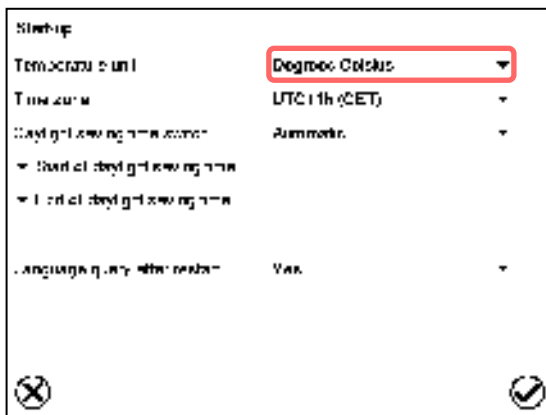 Start-up
Temperature unit Degrees Celsius
Time zone UTC+1h (CET)
Daylight saving time switch Automatic
Start of daylight saving time
End of daylight saving time
Language query after restart Yes